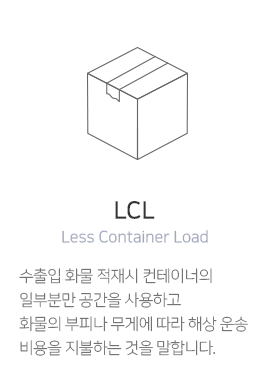 LCL
Less Container Load
수출입 화물 적재시 컨테이너의
일부분만 공간을 사용하고
화물의 부피나 무게에 따라 해상 운송
비용을 지불하는 것을 말합니다.